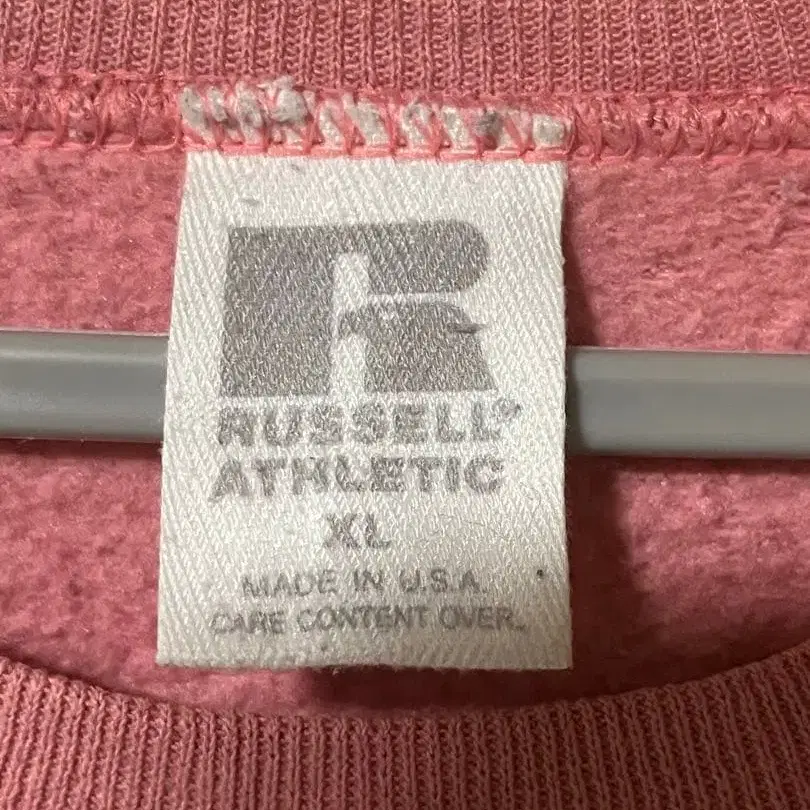 R
RUSSELL®
ATHLETIC
XL
MADE IN U.S.A.
CARE CONTENT OVER